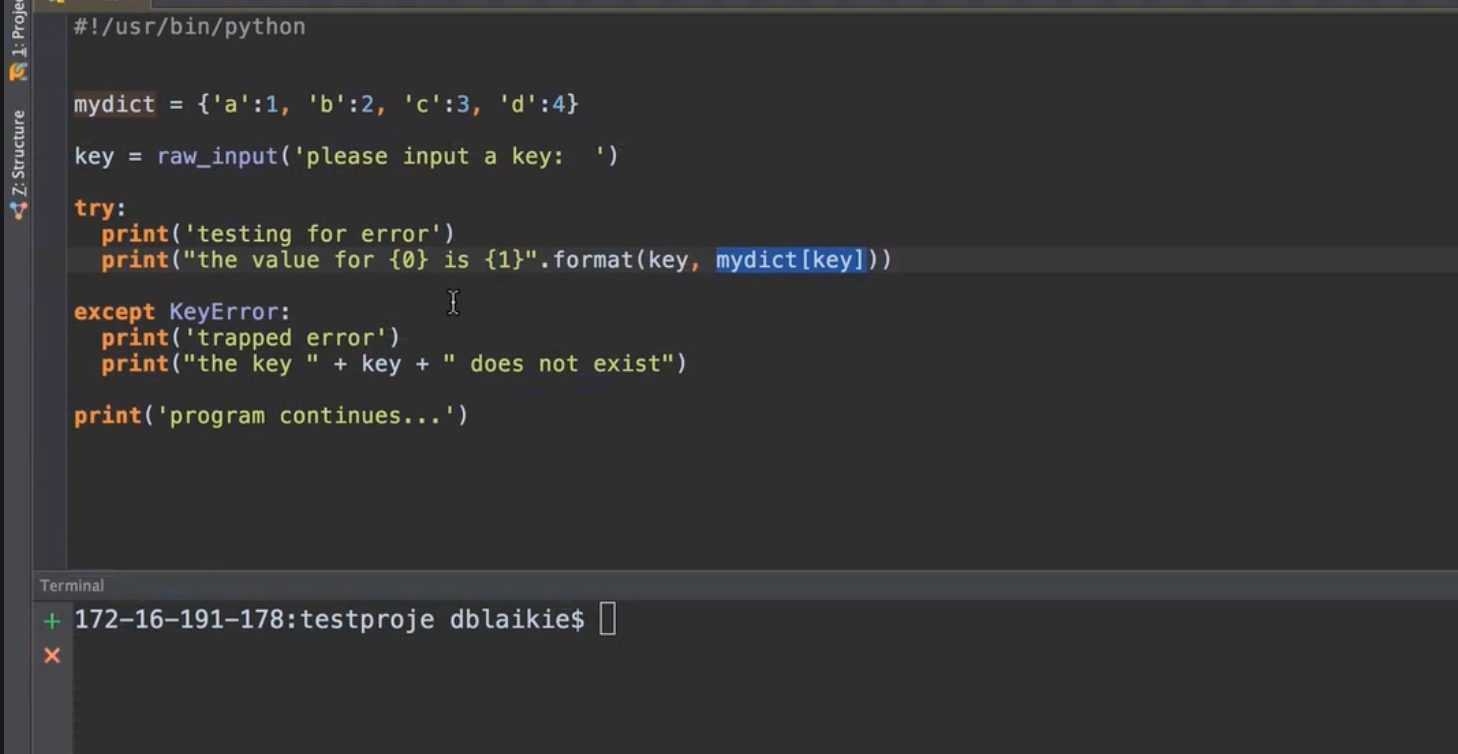 1: Projec
Z: Structure
#!/usr/bin/python
mydict = {'a':1, 'b':2, 'c':3, 'd':4}
key = raw_input('please input a key:  ')
try:
  print('testing for error')
  print("the value for {0} is {1}".format(key, mydict[key]))
except KeyError:
  print('trapped error')
  print("the key " + key + " does not exist")
print('program continues...')
Terminal
172-16-191-178:testproje dblaikie$